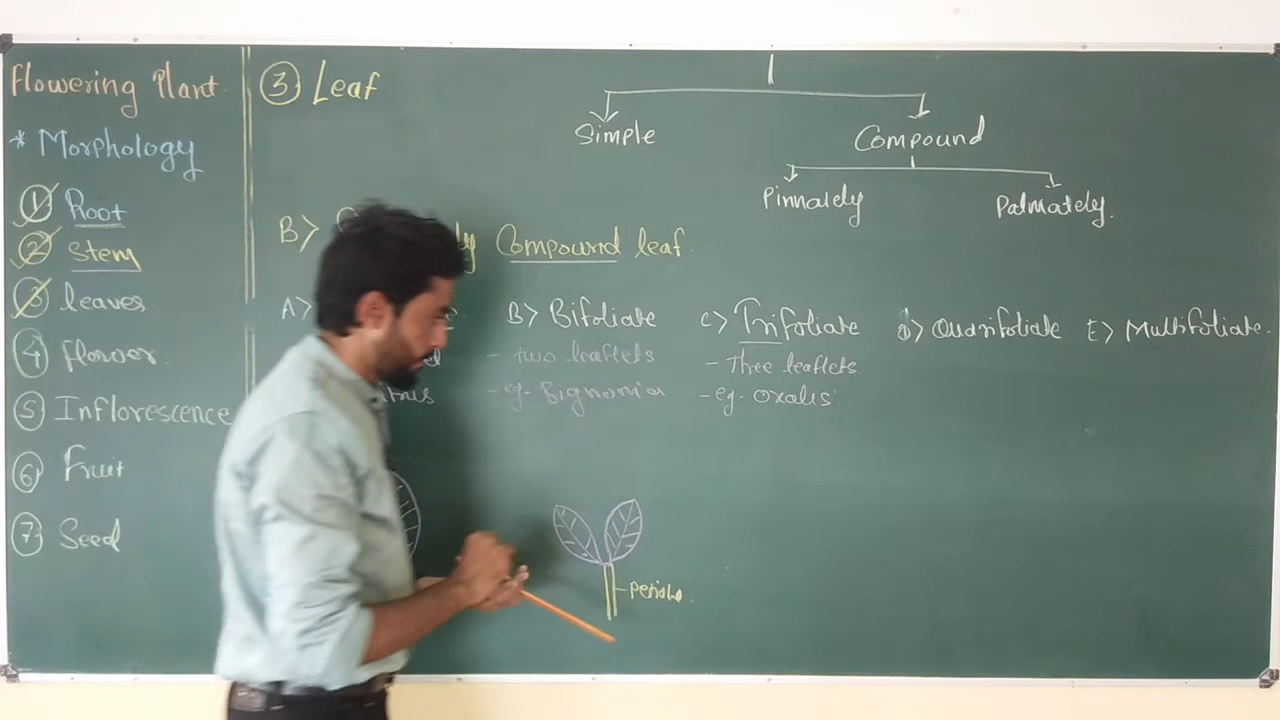 Flowering Plant
* Morphology
1 Root
2 Stem
3 leaves
4 flower.
5 Inflorescence
6 Fruit
7 Seed
3 Leaf
Simple
Compound
Pinnately
Palmately.
B> Compound leaf.
A> B> Bifoliate C> Trifoliate D> Quadrifoliate E> Multifoliate.
- two leaflets - Three leaflets.
- eg. Bignonia - eg. oxalis
- Petiole.